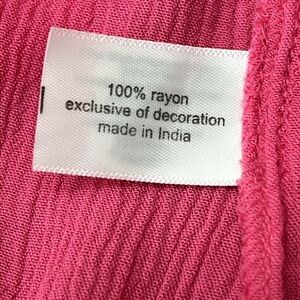 100% rayon
exclusive of decoration
made in India